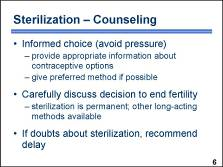 Sterilization – Counseling
• Informed choice (avoid pressure)
– provide appropriate information about
contraceptive options
– give preferred method if possible
• Carefully discuss decision to end fertility
– sterilization is permanent; other long-acting
methods available
• If doubts about sterilization, recommend
delay
6